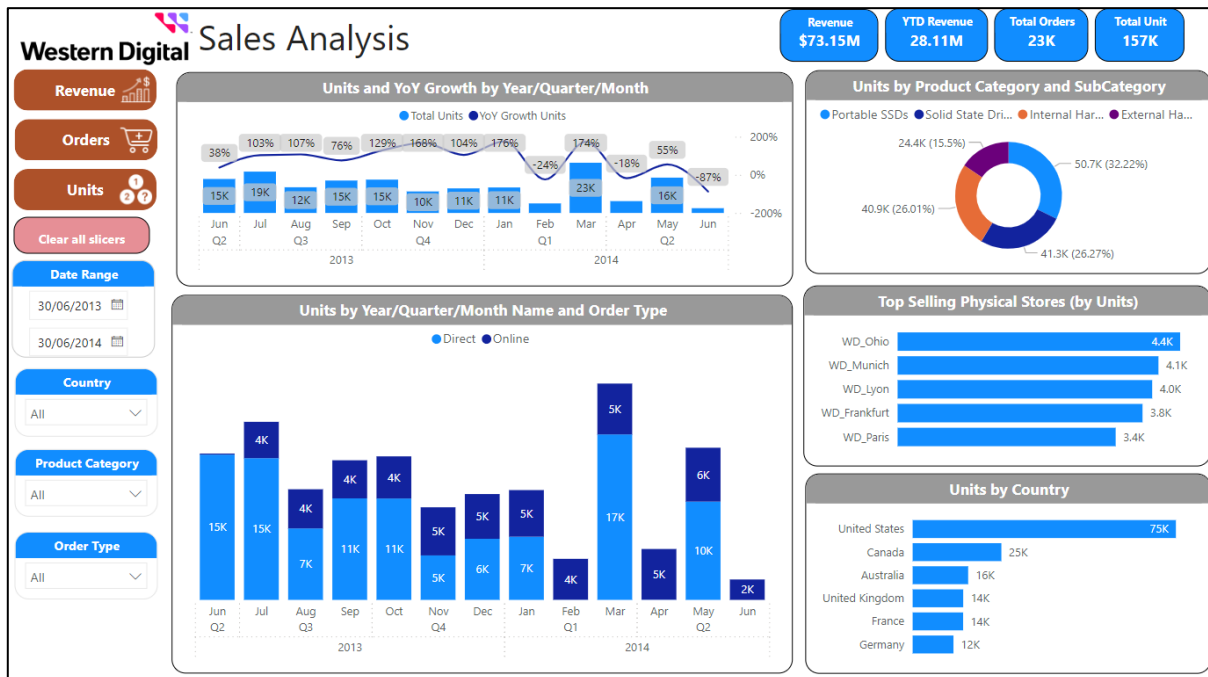 Western Digital
Sales Analysis
Revenue
$73.15M
YTD Revenue
28.11M
Total Orders
23K
Total Unit
157K
Revenue
Orders
Units
Clear all slicers
Date Range
30/06/2013
30/06/2014
Country
All
Product Category
All
Order Type
All
Units and YoY Growth by Year/Quarter/Month
Total Units YoY Growth Units
38% 103% 107% 76% 129% 168% 104% 176% -24% 174% -18% 55% -87%
200%
0%
-200%
15K 19K 12K 15K 15K 10K 11K 11K 23K 16K
Jun Jul Aug Sep Oct Nov Dec Jan Feb Mar Apr May Jun
Q2 Q3 Q4 Q1 Q2
2013 2014
Units by Year/Quarter/Month Name and Order Type
Direct Online
4K 4K 4K 4K 5K 5K 5K 4K 5K 5K 6K 2K
15K 15K 7K 11K 11K 5K 6K 7K 17K 10K
Jun Jul Aug Sep Oct Nov Dec Jan Feb Mar Apr May Jun
Q2 Q3 Q4 Q1 Q2
2013 2014
Units by Product Category and SubCategory
Portable SSDs Solid State Dri... Internal Har... External Ha...
24.4K (15.5%)
50.7K (32.22%)
40.9K (26.01%)
41.3K (26.27%)
Top Selling Physical Stores (by Units)
WD_Ohio 4.4K
WD_Munich 4.1K
WD_Lyon 4.0K
WD_Frankfurt 3.8K
WD_Paris 3.4K
Units by Country
United States 75K
Canada 25K
Australia 16K
United Kingdom 14K
France 14K
Germany 12K